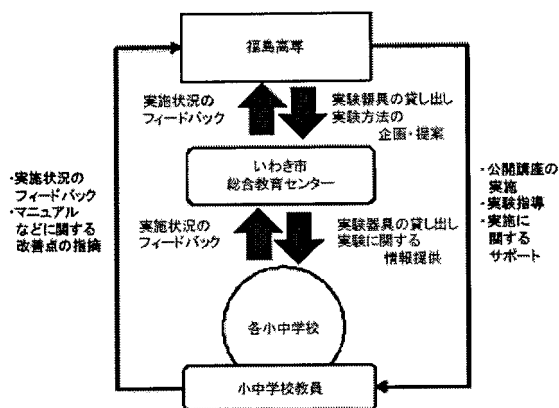 福島高専
実施状況の
フィードバック
実験器具の貸し出し
実験方法の
企画・提案
いわき市
総合教育センター
・実施状況の
フィードバック
・マニュアル
などに関する
改善点の指摘
・公開講座の
実施
・実験指導
・実施に
関する
サポート
実施状況の
フィードバック
実験器具の貸し出し
実験に関する
情報提供
各小中学校
小中学校教員